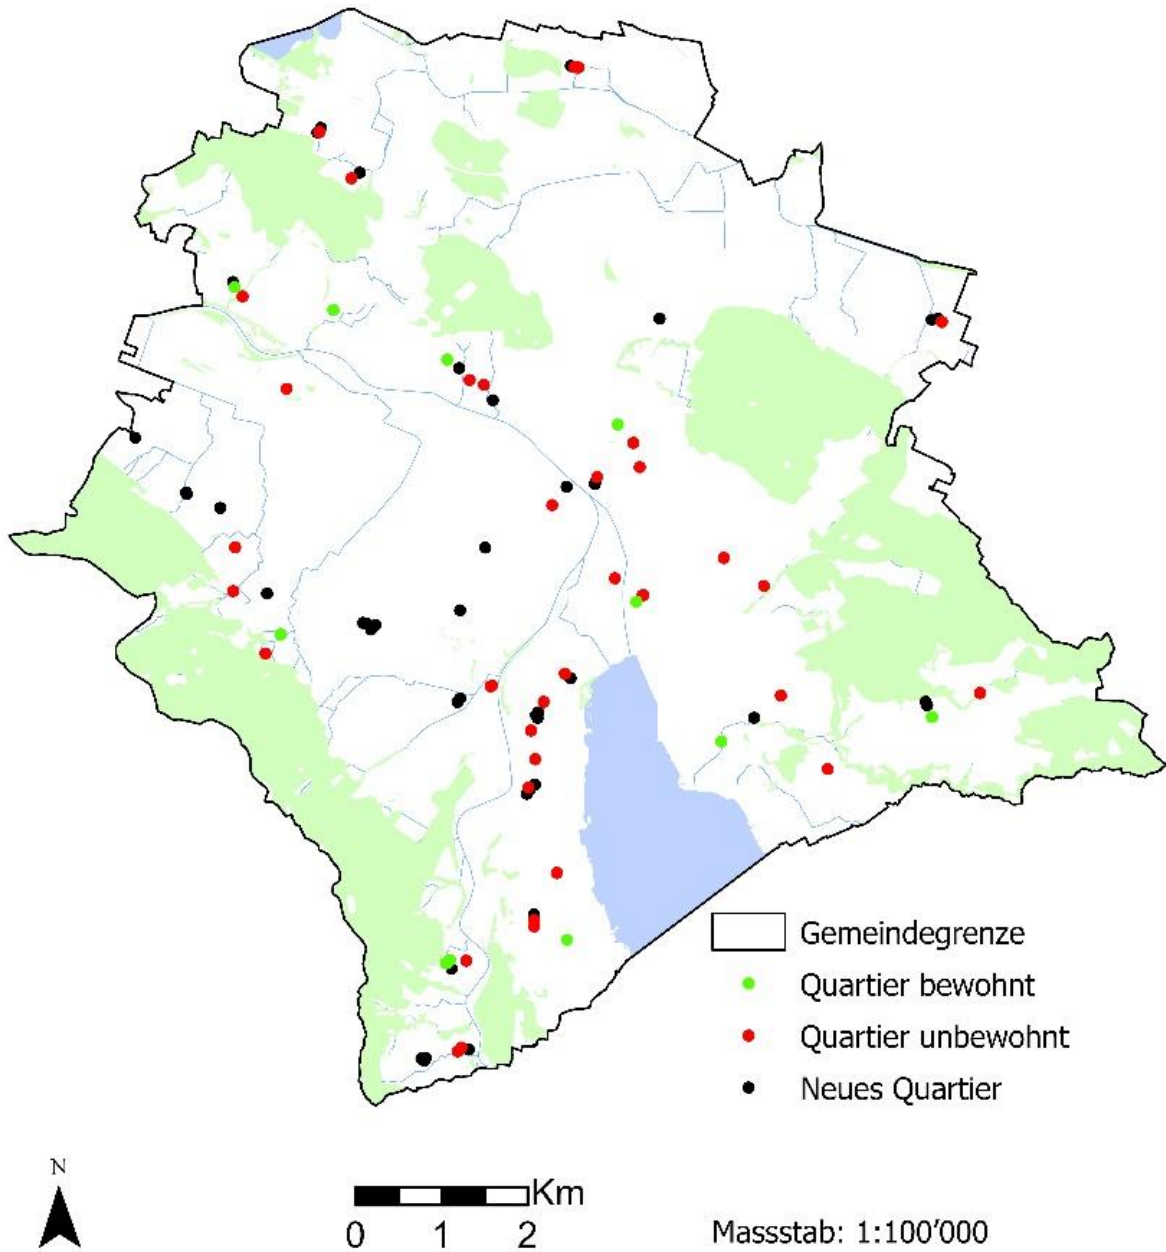 Gemeindegrenze
Quartier bewohnt
Quartier unbewohnt
Neues Quartier
N
Km
0 1 2
Massstab: 1:100'000